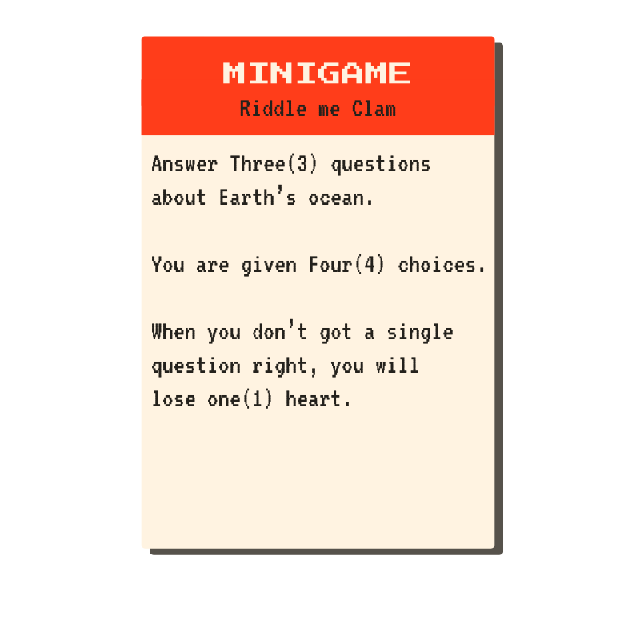 MINIGAME
Riddle me Clam
Answer Three(3) questions
about Earth's ocean.
You are given Four(4) choices.
When you don't got a single
question right, you will
lose one(1) heart.